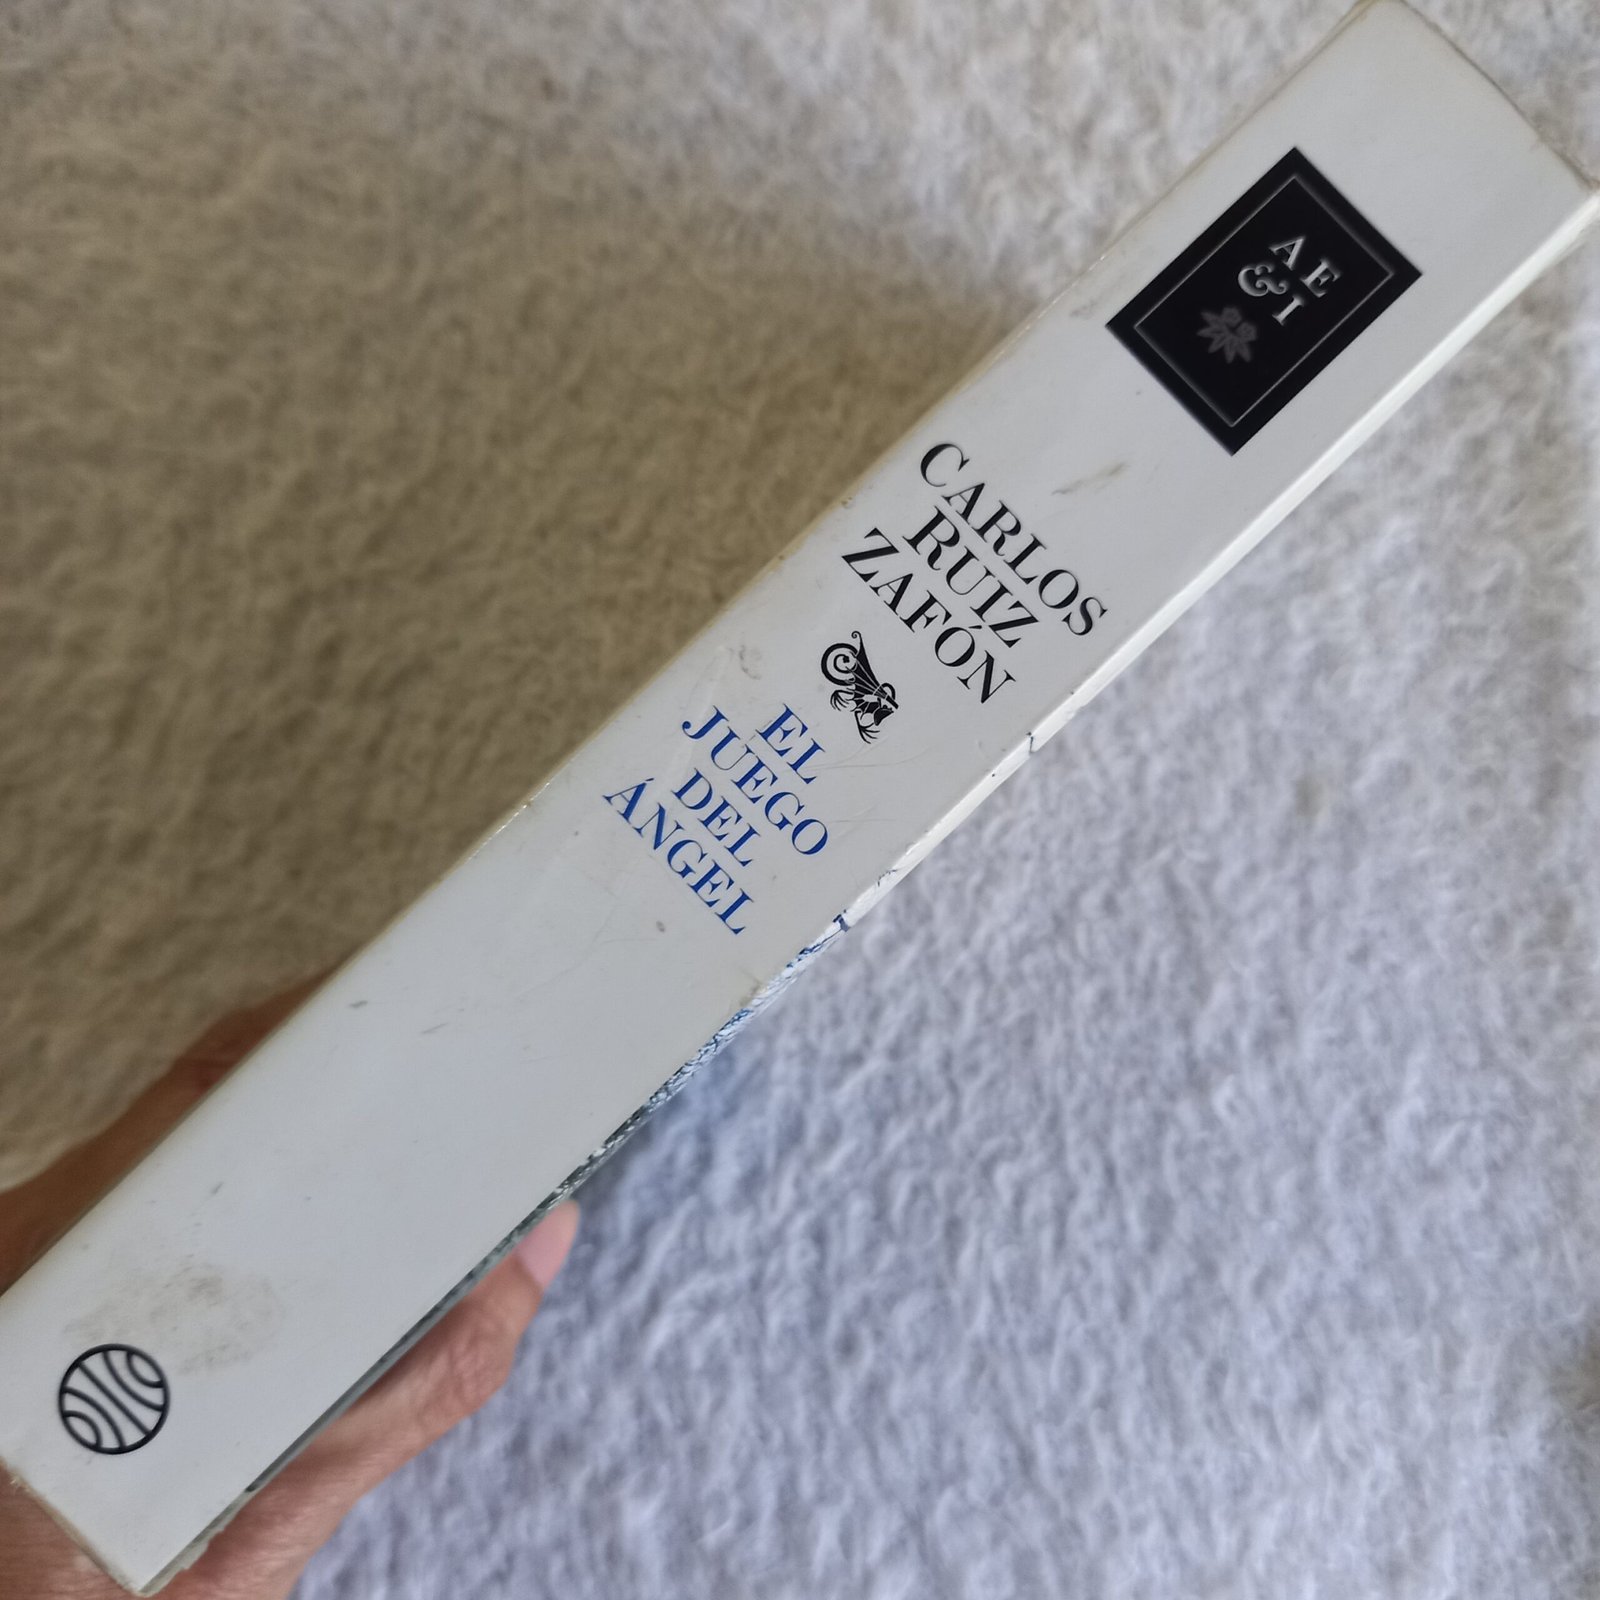 AE
&I
CARLOS
RUIZ
ZAFÓN
EL
JUEGO
DEL
ÁNGEL